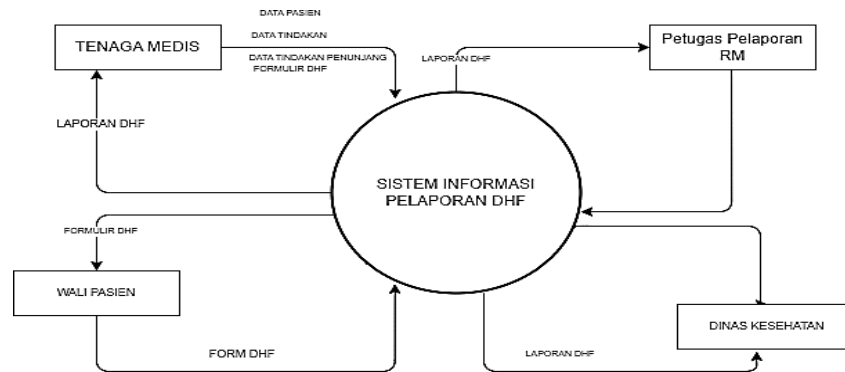 DATA PASIEN
TENAGA MEDIS
DATA TINDAKAN
DATA TINDAKAN PENUNJANG
FORMULIR DHF
LAPORAN DHF
Petugas Pelaporan
RM
LAPORAN DHF
SISTEM INFORMASI
PELAPORAN DHF
FORMULIR DHF
WALI PASIEN
DINAS KESEHATAN
FORM DHF
LAPORAN DHF